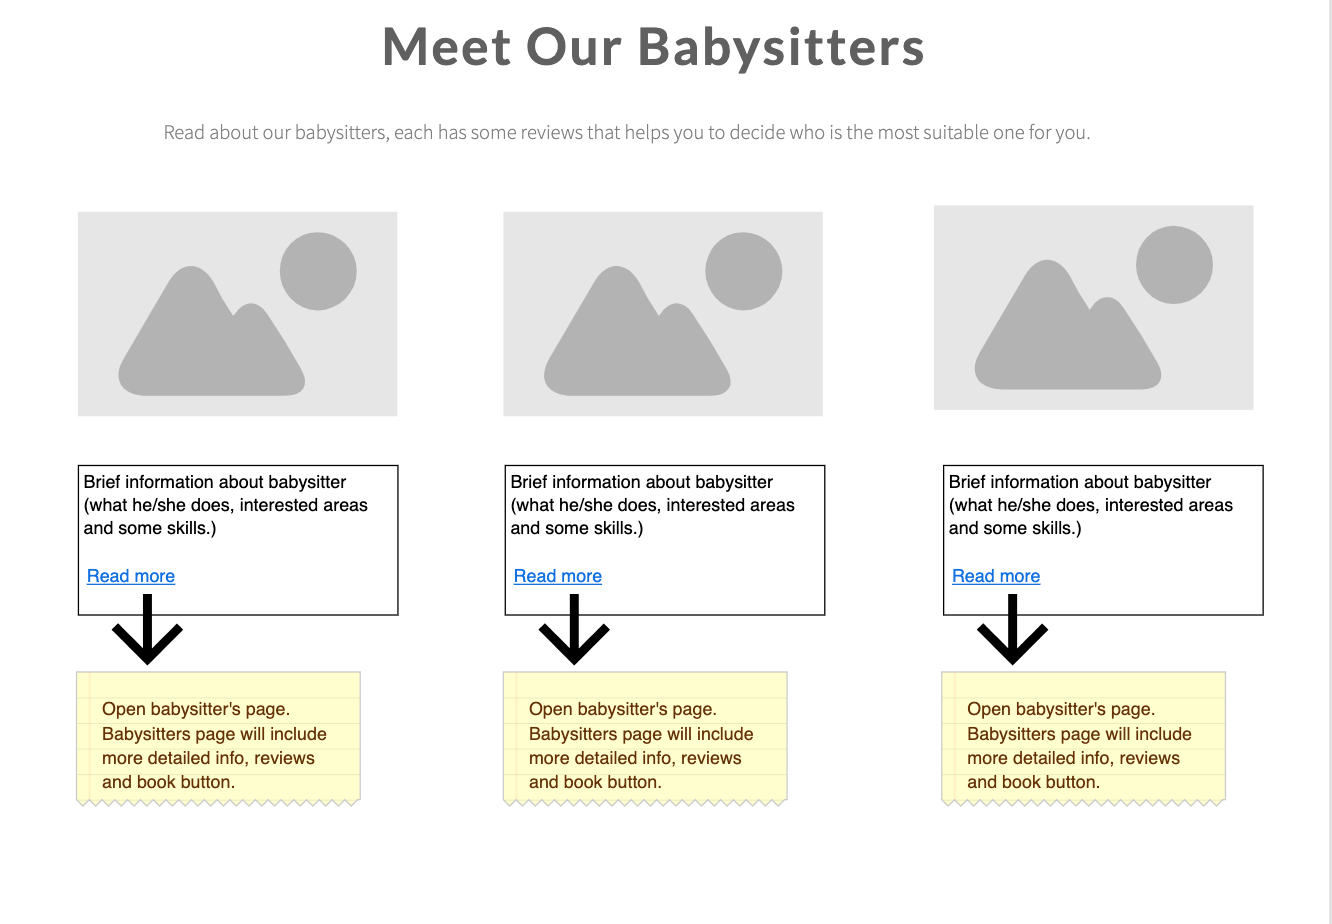 Meet Our Babysitters
Read about our babysitters, each has some reviews that helps you to decide who is the most suitable one for you.
Brief information about babysitter
(what he/she does, interested areas
and some skills.)
Read more
Open babysitter's page.
Babysitters page will include
more detailed info, reviews
and book button.
Brief information about babysitter
(what he/she does, interested areas
and some skills.)
Read more
Open babysitter's page.
Babysitters page will include
more detailed info, reviews
and book button.
Brief information about babysitter
(what he/she does, interested areas
and some skills.)
Read more
Open babysitter's page.
Babysitters page will include
more detailed info, reviews
and book button.